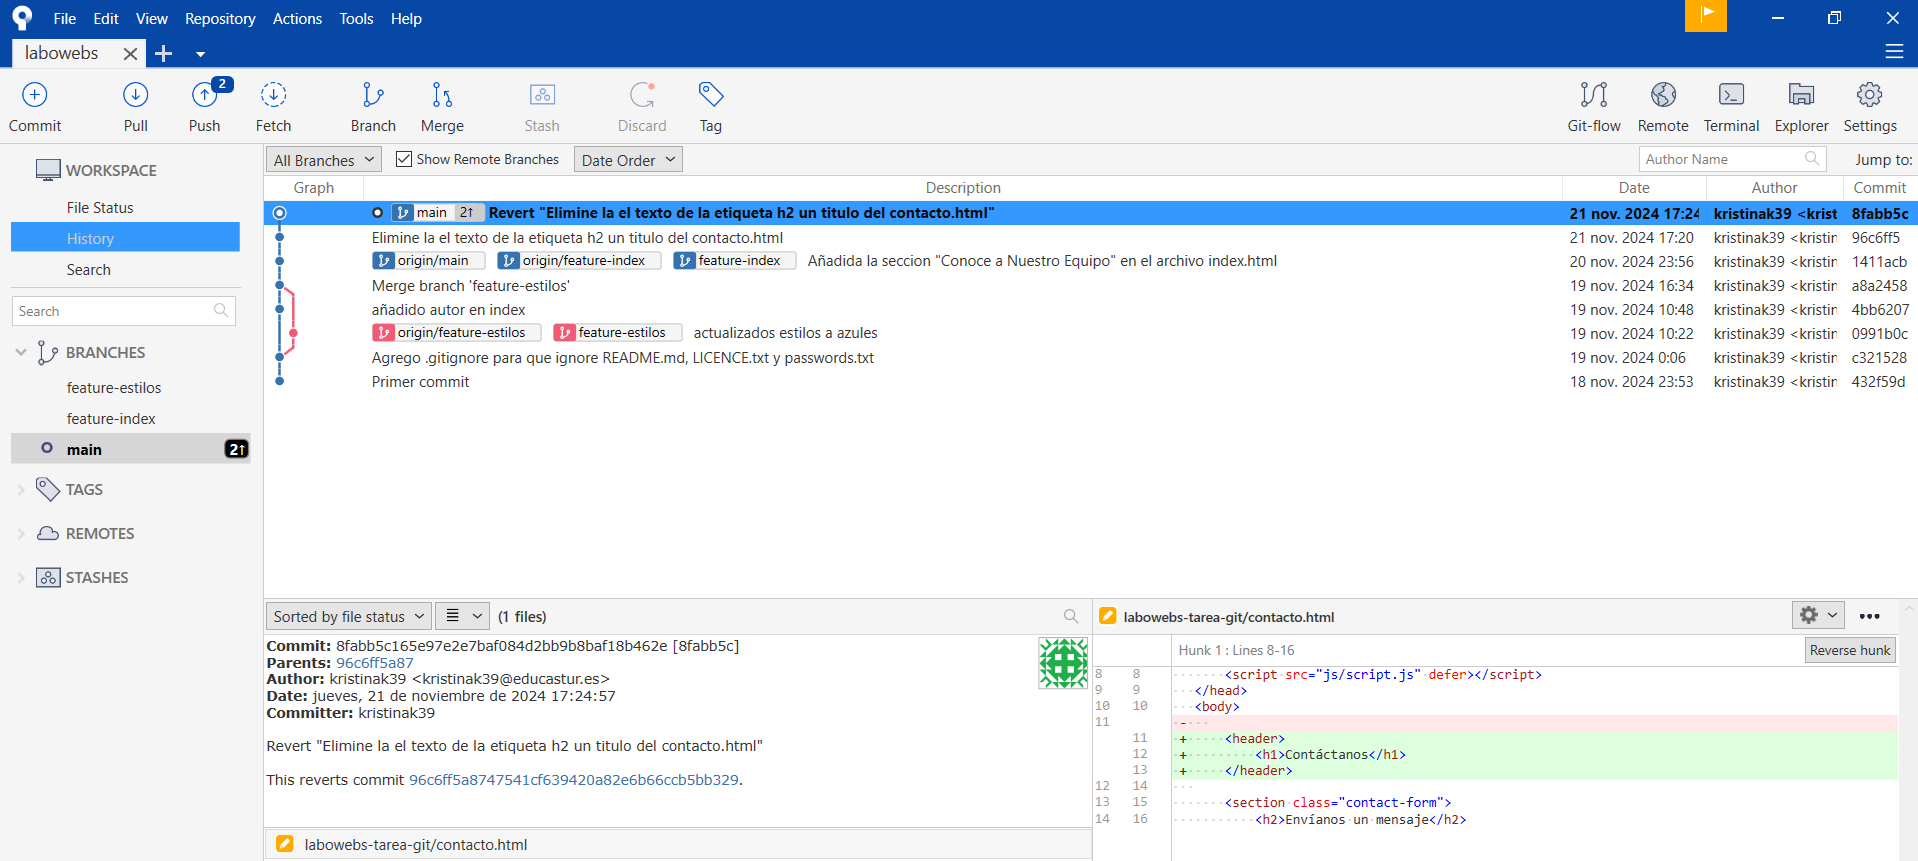 File Edit View Repository Actions Tools Help
labowebs
2
Commit Pull Push Fetch Branch Merge Stash Discard Tag Git-flow Remote Terminal Explorer Settings
WORKSPACE
File Status
History
Search
Search
BRANCHES
feature-estilos
feature-index
main 2↑
TAGS
REMOTES
STASHES
All Branches Show Remote Branches Date Order Author Name Jump to:
Graph Description Date Author Commit
main 2↑ Revert "Elimine la el texto de la etiqueta h2 un titulo del contacto.html" 21 nov. 2024 17:24 kristinak39 <krist 8fabb5c
Elimine la el texto de la etiqueta h2 un titulo del contacto.html 21 nov. 2024 17:20 kristinak39 <kristin 96c6ff5
origin/main origin/feature-index feature-index Añadida la seccion "Conoce a Nuestro Equipo" en el archivo index.html 20 nov. 2024 23:56 kristinak39 <kristin 1411acb
Merge branch 'feature-estilos' 19 nov. 2024 16:34 kristinak39 <kristin a8a2458
añadido autor en index 19 nov. 2024 10:48 kristinak39 <kristin 4bb6207
origin/feature-estilos feature-estilos actualizados estilos a azules 19 nov. 2024 10:22 kristinak39 <kristin 0991b0c
Agrego .gitignore para que ignore README.md, LICENCE.txt y passwords.txt 19 nov. 2024 0:06 kristinak39 <kristin c321528
Primer commit 18 nov. 2024 23:53 kristinak39 <kristin 432f59d
Sorted by file status (1 files)
Commit: 8fabb5c165e97e2e7baf084d2bb9b8baf18b462e [8fabb5c]
Parents: 96c6ff5a87
Author: kristinak39 <kristinak39@educastur.es>
Date: jueves, 21 de noviembre de 2024 17:24:57
Committer: kristinak39
Revert "Elimine la el texto de la etiqueta h2 un titulo del contacto.html"
This reverts commit 96c6ff5a8747541cf639420a82e6b66ccb5bb329.
labowebs-tarea-git/contacto.html
labowebs-tarea-git/contacto.html
Hunk 1 : Lines 8-16 Reverse hunk
8 8 <script src="js/script.js" defer></script>
9 9 </head>
10 10 <body>
11 -
11 + <header>
12 + <h1>Contáctanos</h1>
13 + </header>
12 14
13 15 <section class="contact-form">
14 16 <h2>Envíanos un mensaje</h2>